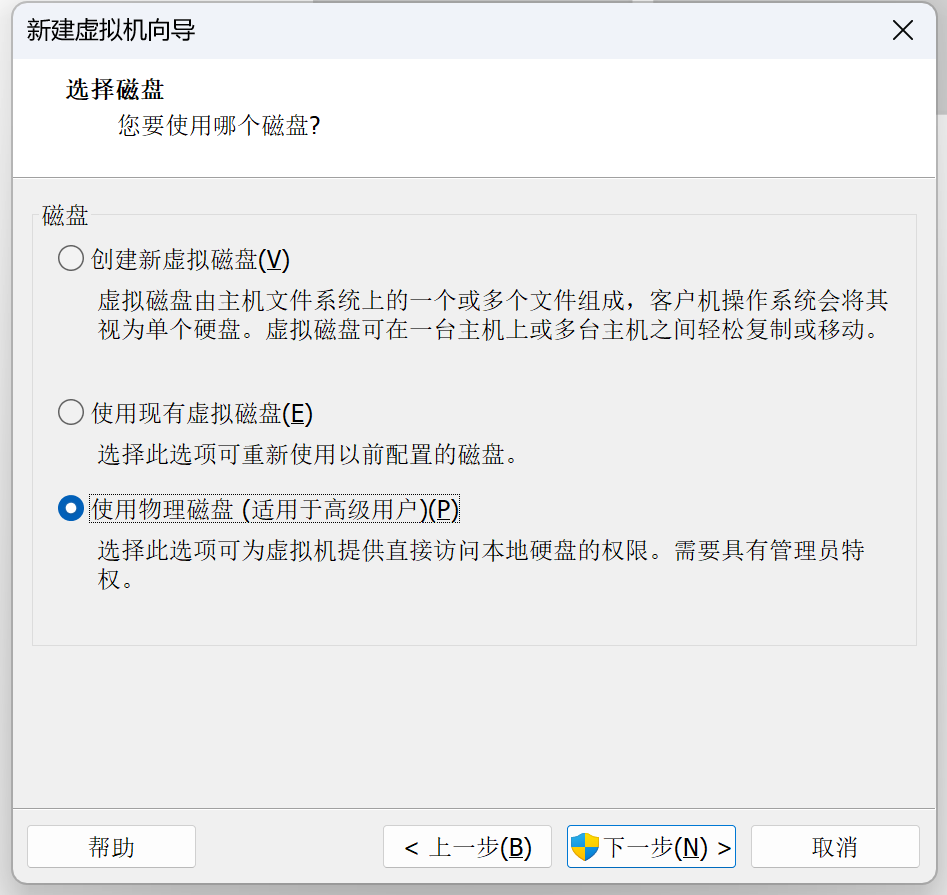 新建虚拟机向导
选择磁盘
您要使用哪个磁盘?
磁盘
创建新虚拟磁盘(V)
虚拟磁盘由主机文件系统上的一个或多个文件组成，客户机操作系统会将其
视为单个硬盘。虚拟磁盘可在一台主机上或多台主机之间轻松复制或移动。
使用现有虚拟磁盘(E)
选择此选项可重新使用以前配置的磁盘。
使用物理磁盘 (适用于高级用户)(P)
选择此选项可为虚拟机提供直接访问本地硬盘的权限。需要具有管理员特
权。
帮助
< 上一步(B)
下一步(N) >
取消